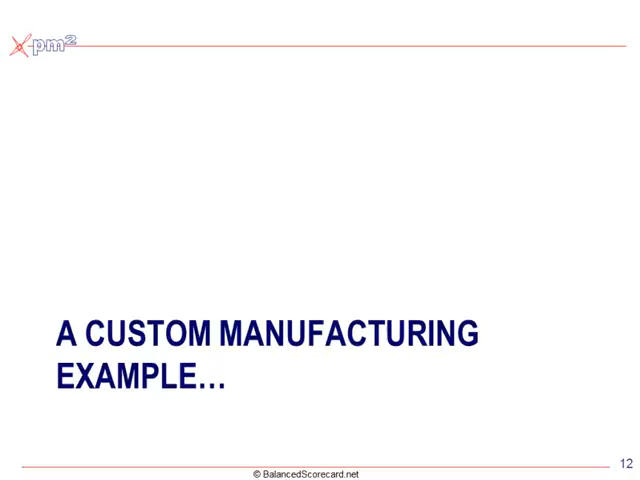 pm²
A CUSTOM MANUFACTURING
EXAMPLE…
12
© BalancedScorecard.net